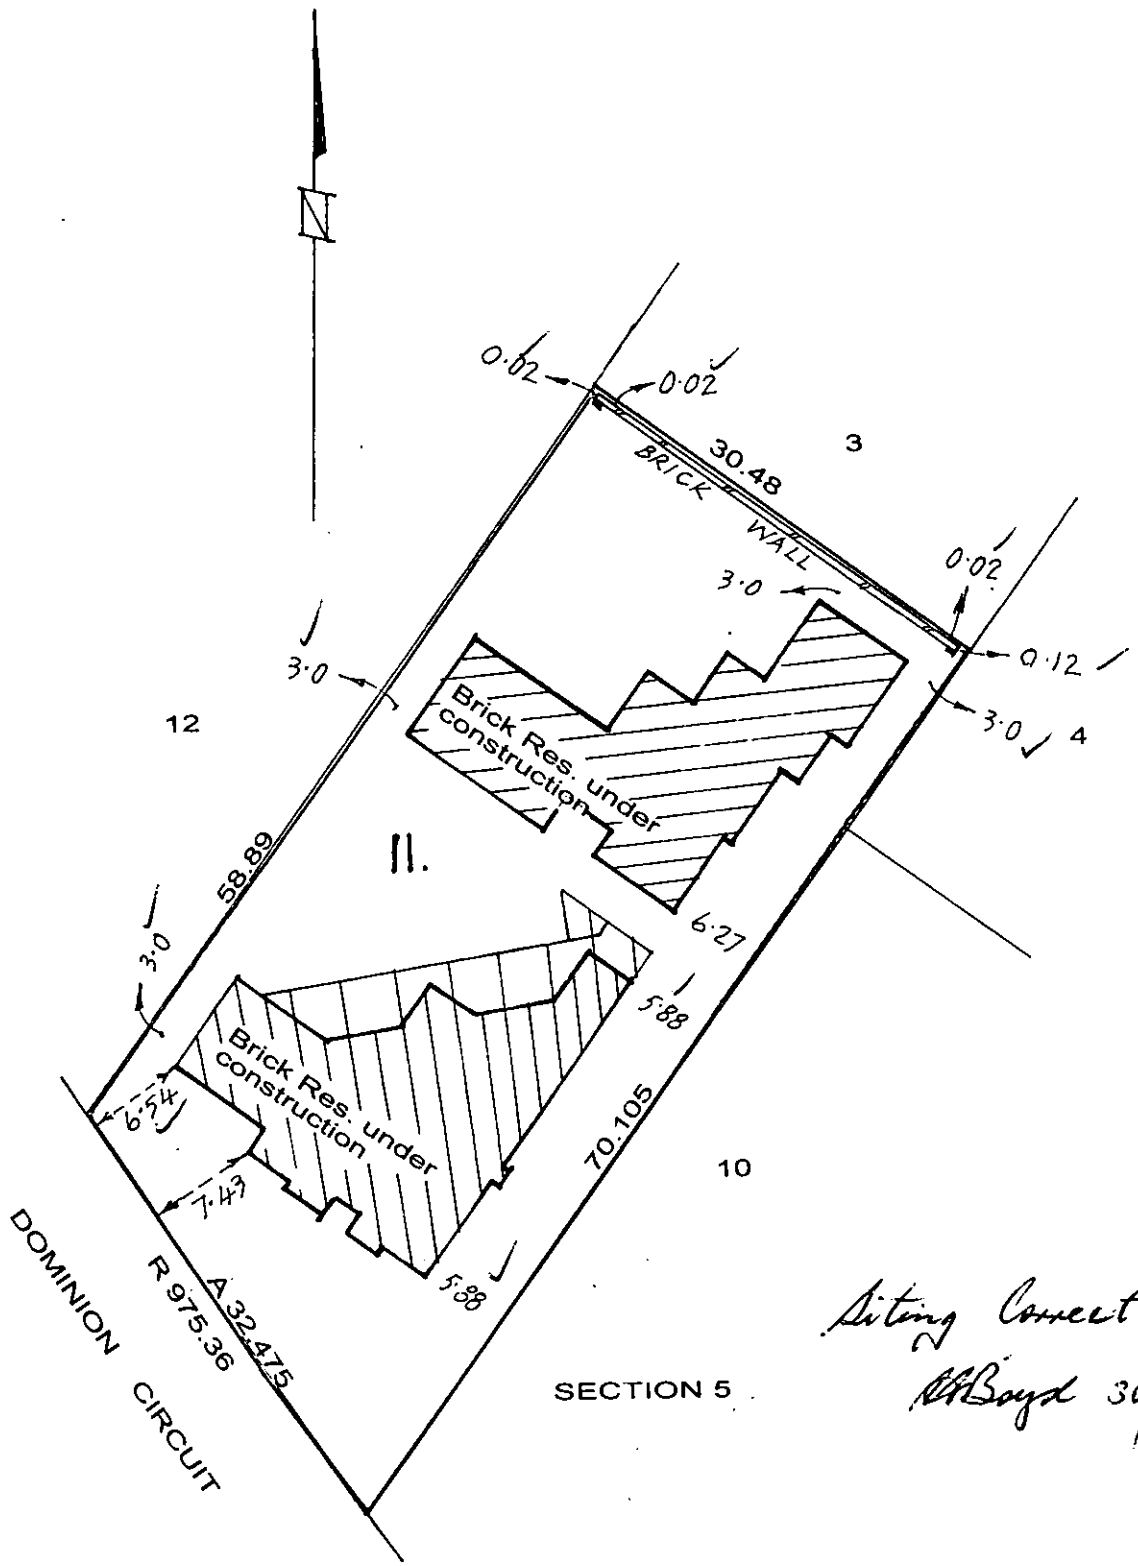 N
0.02
0.02
30.48
3
BRICK WALL
0.02
3.0
0.12
3.0
4
3.0
12
Brick Res. under
construction
58.89
11.
6.27
3.0
5.88
Brick Res. under
construction
6.54
7.43
70.105
10
5.88
DOMINION CIRCUIT
R 975.36
A 32.475
SECTION 5
Siting Correct
Boyd 30